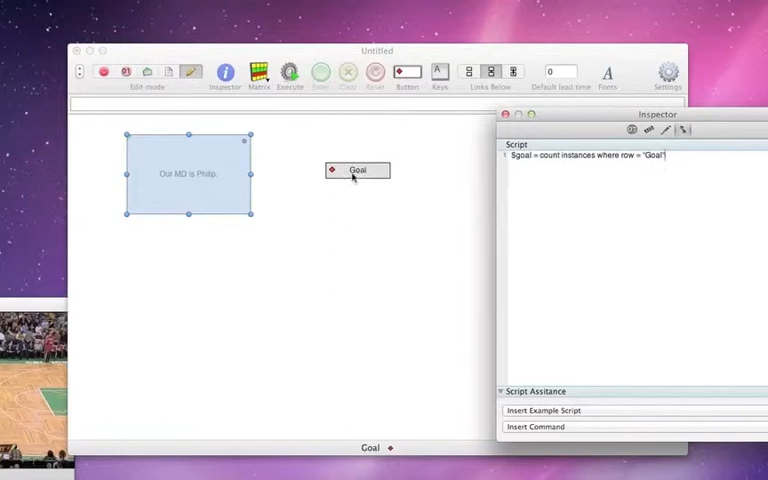 Untitled
Edit mode
Inspector
Matrix
Execute
Enter
Clear
Reset
Button
A
Keys
Links Below
0
Default lead time
A
Fonts
Settings
Our MD is Philip.
Goal
Goal
Inspector
Script
1 $goal = count instances where row = "Goal"
Script Assitance
Insert Example Script
Insert Command